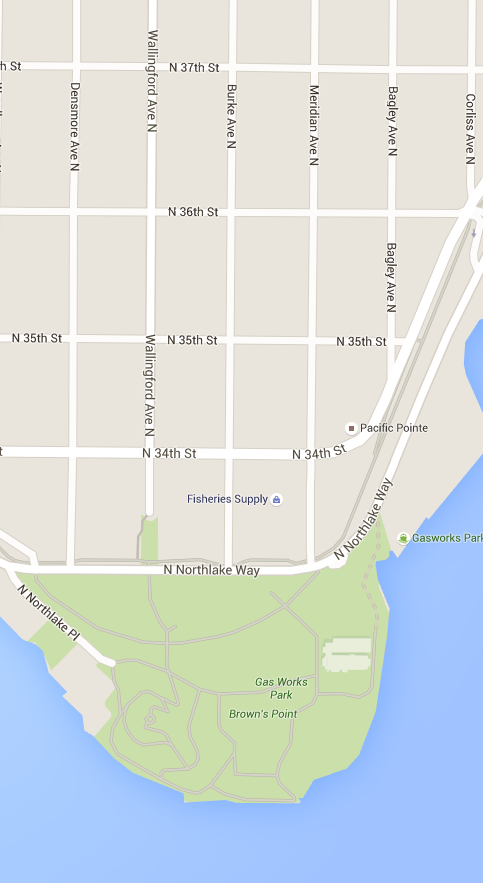 h St
N 37th St
Wallingford Ave N
Densmore Ave N
Burke Ave N
Meridian Ave N
Bagley Ave N
Corliss Ave N
N 36th St
Bagley Ave N
N 35th St
N 35th St
N 35th St
Wallingford Ave N
Pacific Pointe
t
N 34th St
N 34th St
Fisheries Supply
N Northlake Way
Gasworks Park
N Northlake Way
N Northlake Pl
Gas Works
Park
Brown's Point